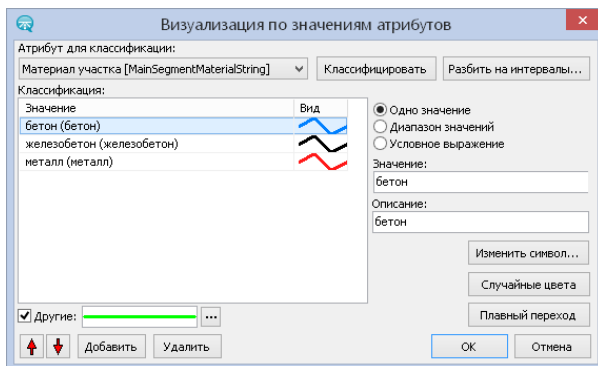 Визуализация по значениям атрибутов
Атрибут для классификации:
Материал участка [MainSegmentMaterialString]
Классифицировать
Разбить на интервалы...
Классификация:
Значение
Вид
бетон (бетон)
железобетон (железобетон)
металл (металл)
Одно значение
Диапазон значений
Условное выражение
Значение:
бетон
Описание:
бетон
Изменить символ...
Случайные цвета
Плавный переход
Другие:
...
Добавить
Удалить
ОК
Отмена